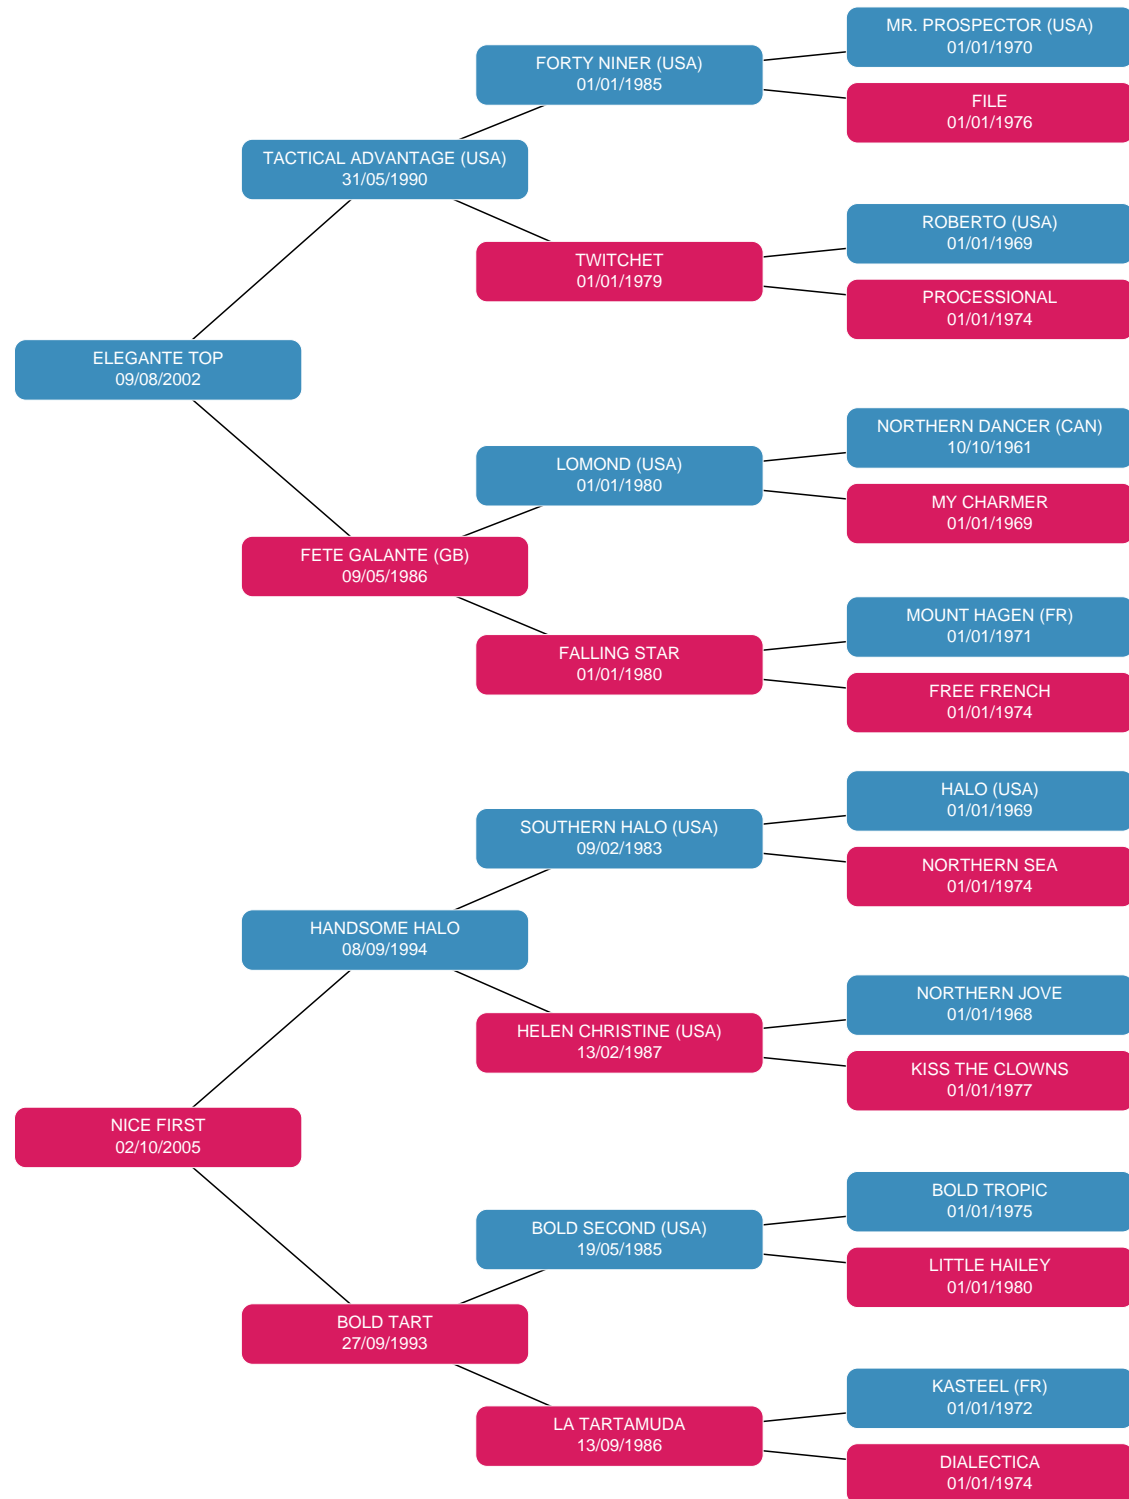 MR. PROSPECTOR (USA)
01/01/1970
FORTY NINER (USA)
01/01/1985
FILE
01/01/1976
TACTICAL ADVANTAGE (USA)
31/05/1990
ROBERTO (USA)
01/01/1969
TWITCHET
01/01/1979
PROCESSIONAL
01/01/1974
ELEGANTE TOP
09/08/2002
NORTHERN DANCER (CAN)
10/10/1961
LOMOND (USA)
01/01/1980
MY CHARMER
01/01/1969
FETE GALANTE (GB)
09/05/1986
MOUNT HAGEN (FR)
01/01/1971
FALLING STAR
01/01/1980
FREE FRENCH
01/01/1974
HALO (USA)
01/01/1969
SOUTHERN HALO (USA)
09/02/1983
NORTHERN SEA
01/01/1974
HANDSOME HALO
08/09/1994
NORTHERN JOVE
01/01/1968
HELEN CHRISTINE (USA)
13/02/1987
KISS THE CLOWNS
01/01/1977
NICE FIRST
02/10/2005
BOLD TROPIC
01/01/1975
BOLD SECOND (USA)
19/05/1985
LITTLE HAILEY
01/01/1980
BOLD TART
27/09/1993
KASTEEL (FR)
01/01/1972
LA TARTAMUDA
13/09/1986
DIALECTICA
01/01/1974